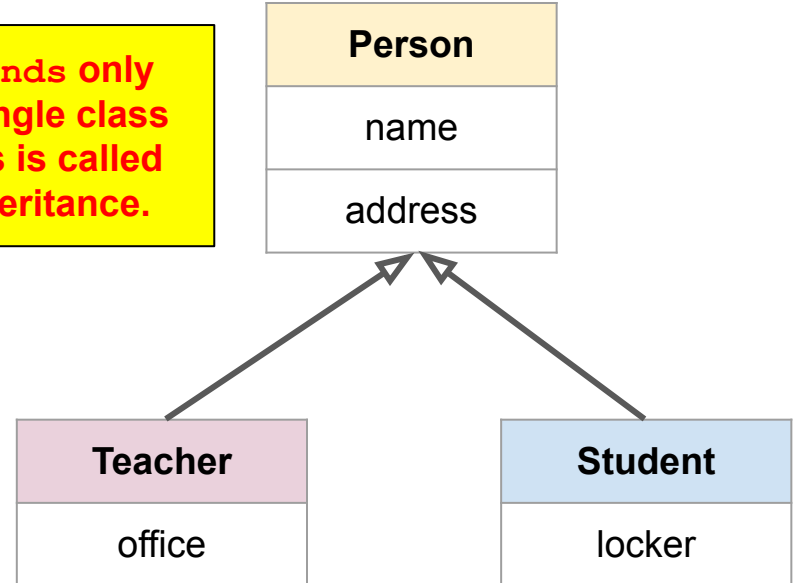 nds only
ngle class
s is called
eritance.
Person
name
address
Teacher
office
Student
locker